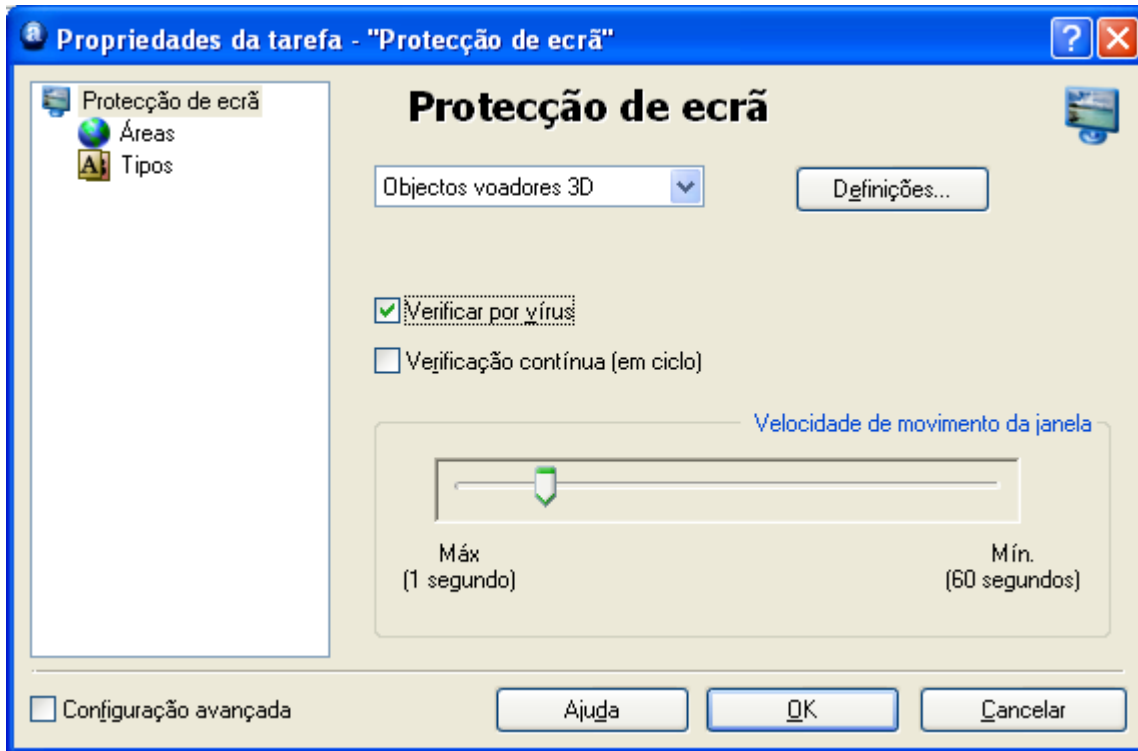 Propriedades da tarefa - "Protecção de ecrã"
Protecção de ecrã
Áreas
Tipos
Protecção de ecrã
Objectos voadores 3D
Definições...
Verificar por vírus
Verificação contínua (em ciclo)
Velocidade de movimento da janela
Máx
(1 segundo)
Mín.
(60 segundos)
Configuração avançada
Ajuda
OK
Cancelar